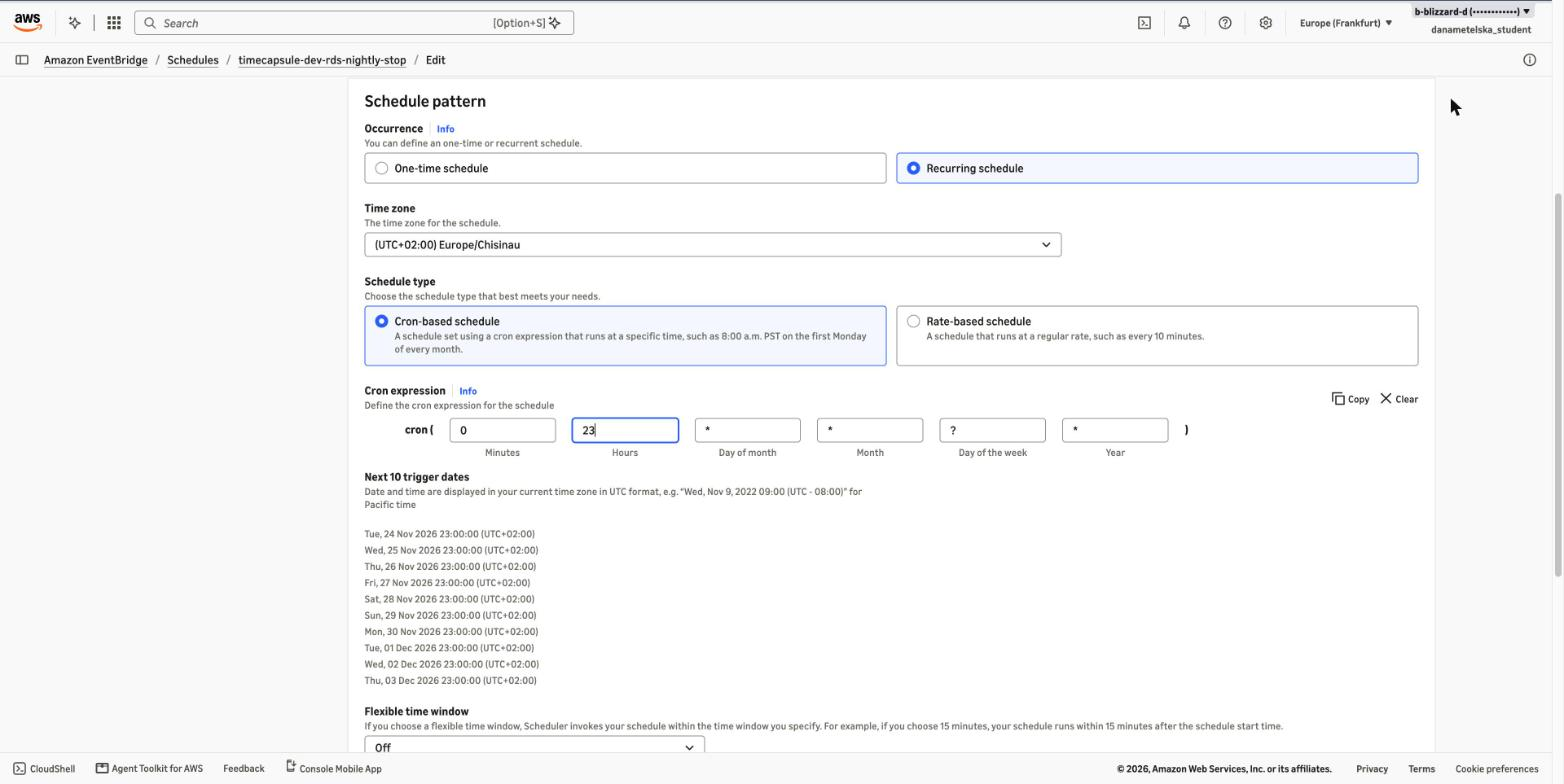 aws
Search
[Option+S]
Europe (Frankfurt)
b-blizzard-d (••••••••••••)
danametelska_student
Amazon EventBridge / Schedules / timecapsule-dev-rds-nightly-stop / Edit
Schedule pattern
Occurrence Info
You can define an one-time or recurrent schedule.
One-time schedule
Recurring schedule
Time zone
The time zone for the schedule.
(UTC+02:00) Europe/Chisinau
Schedule type
Choose the schedule type that best meets your needs.
Cron-based schedule
A schedule set using a cron expression that runs at a specific time, such as 8:00 a.m. PST on the first Monday
of every month.
Rate-based schedule
A schedule that runs at a regular rate, such as every 10 minutes.
Cron expression Info
Define the cron expression for the schedule
Copy Clear
cron ( 0 23 * * ? * )
Minutes Hours Day of month Month Day of the week Year
Next 10 trigger dates
Date and time are displayed in your current time zone in UTC format, e.g. "Wed, Nov 9, 2022 09:00 (UTC - 08:00)" for
Pacific time
Tue, 24 Nov 2026 23:00:00 (UTC+02:00)
Wed, 25 Nov 2026 23:00:00 (UTC+02:00)
Thu, 26 Nov 2026 23:00:00 (UTC+02:00)
Fri, 27 Nov 2026 23:00:00 (UTC+02:00)
Sat, 28 Nov 2026 23:00:00 (UTC+02:00)
Sun, 29 Nov 2026 23:00:00 (UTC+02:00)
Mon, 30 Nov 2026 23:00:00 (UTC+02:00)
Tue, 01 Dec 2026 23:00:00 (UTC+02:00)
Wed, 02 Dec 2026 23:00:00 (UTC+02:00)
Thu, 03 Dec 2026 23:00:00 (UTC+02:00)
Flexible time window
If you choose a flexible time window, Scheduler invokes your schedule within the time window you specify. For example, if you choose 15 minutes, your schedule runs within 15 minutes after the schedule start time.
Off
CloudShell Agent Toolkit for AWS Feedback Console Mobile App
© 2026, Amazon Web Services, Inc. or its affiliates. Privacy Terms Cookie preferences